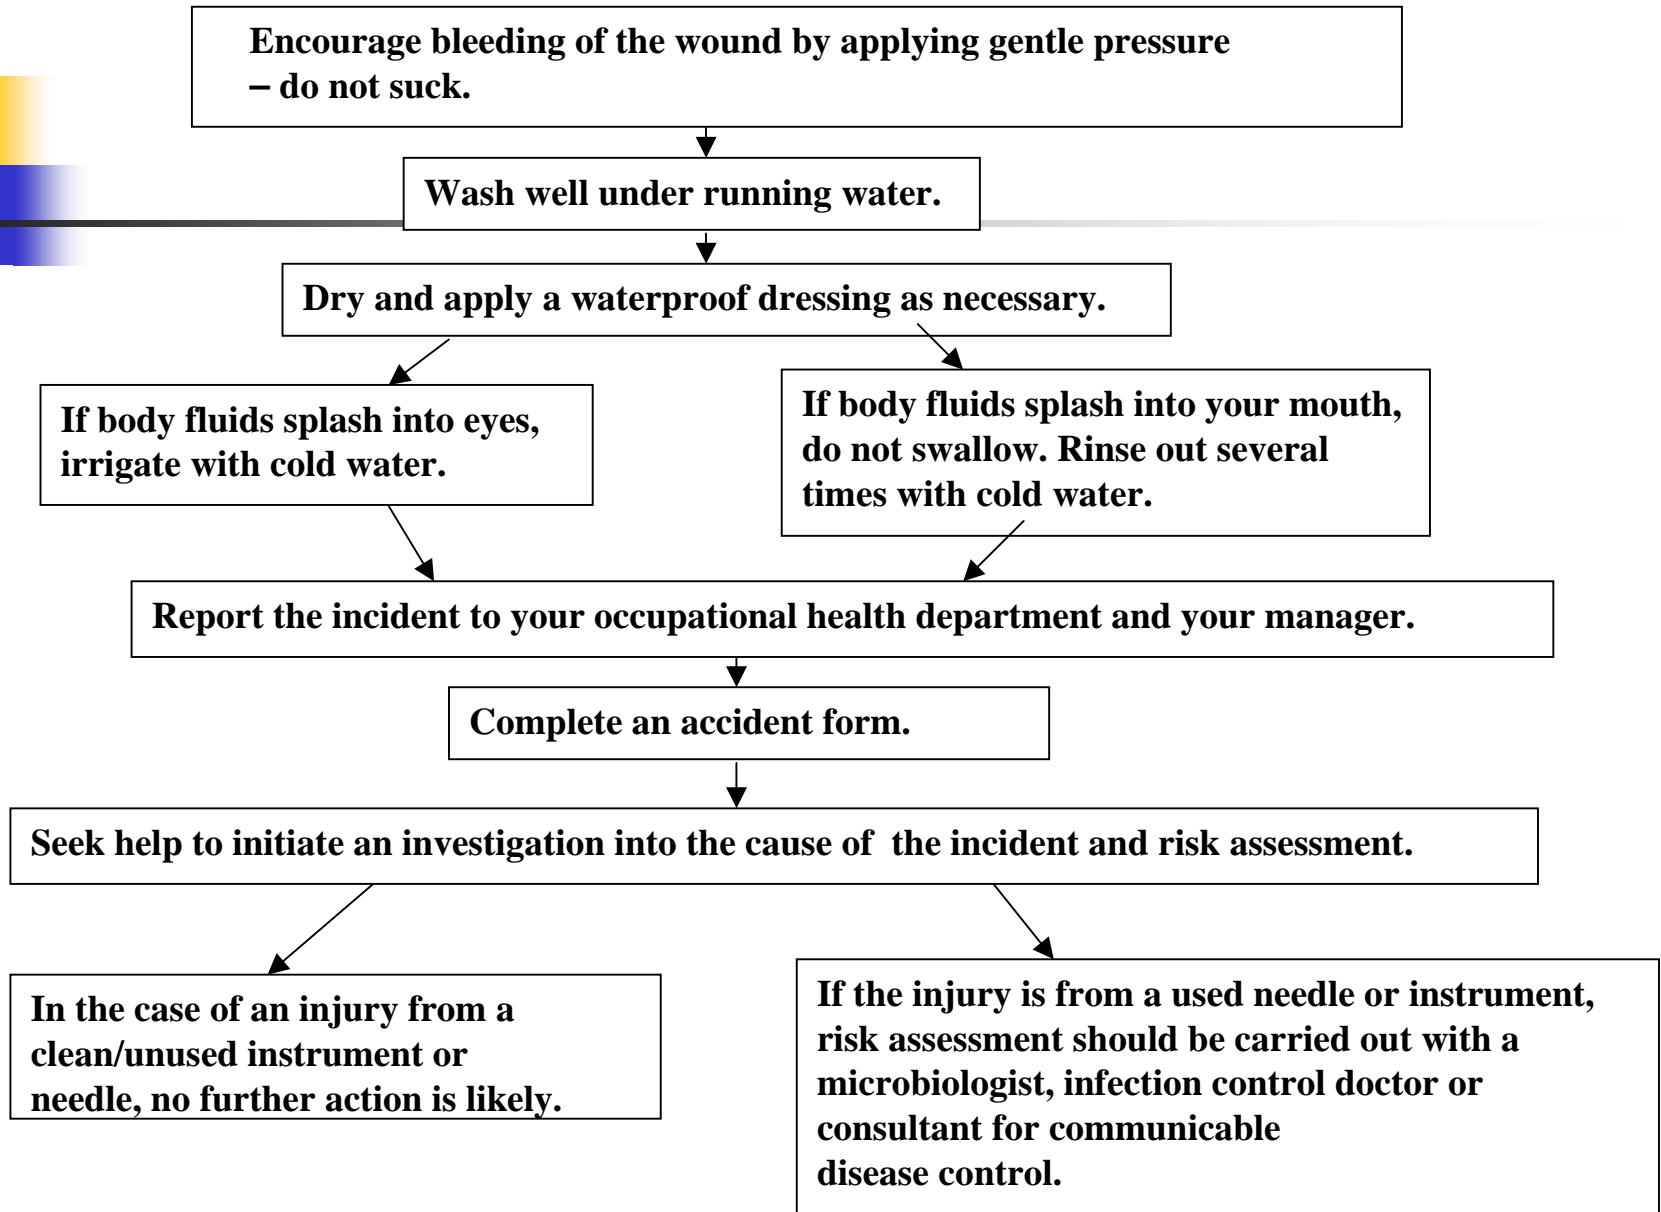 Encourage bleeding of the wound by applying gentle pressure
– do not suck.
Wash well under running water.
Dry and apply a waterproof dressing as necessary.
If body fluids splash into eyes,
irrigate with cold water.
If body fluids splash into your mouth,
do not swallow. Rinse out several
times with cold water.
Report the incident to your occupational health department and your manager.
Complete an accident form.
Seek help to initiate an investigation into the cause of  the incident and risk assessment.
In the case of an injury from a
clean/unused instrument or
needle, no further action is likely.
If the injury is from a used needle or instrument,
risk assessment should be carried out with a
microbiologist, infection control doctor or
consultant for communicable
disease control.